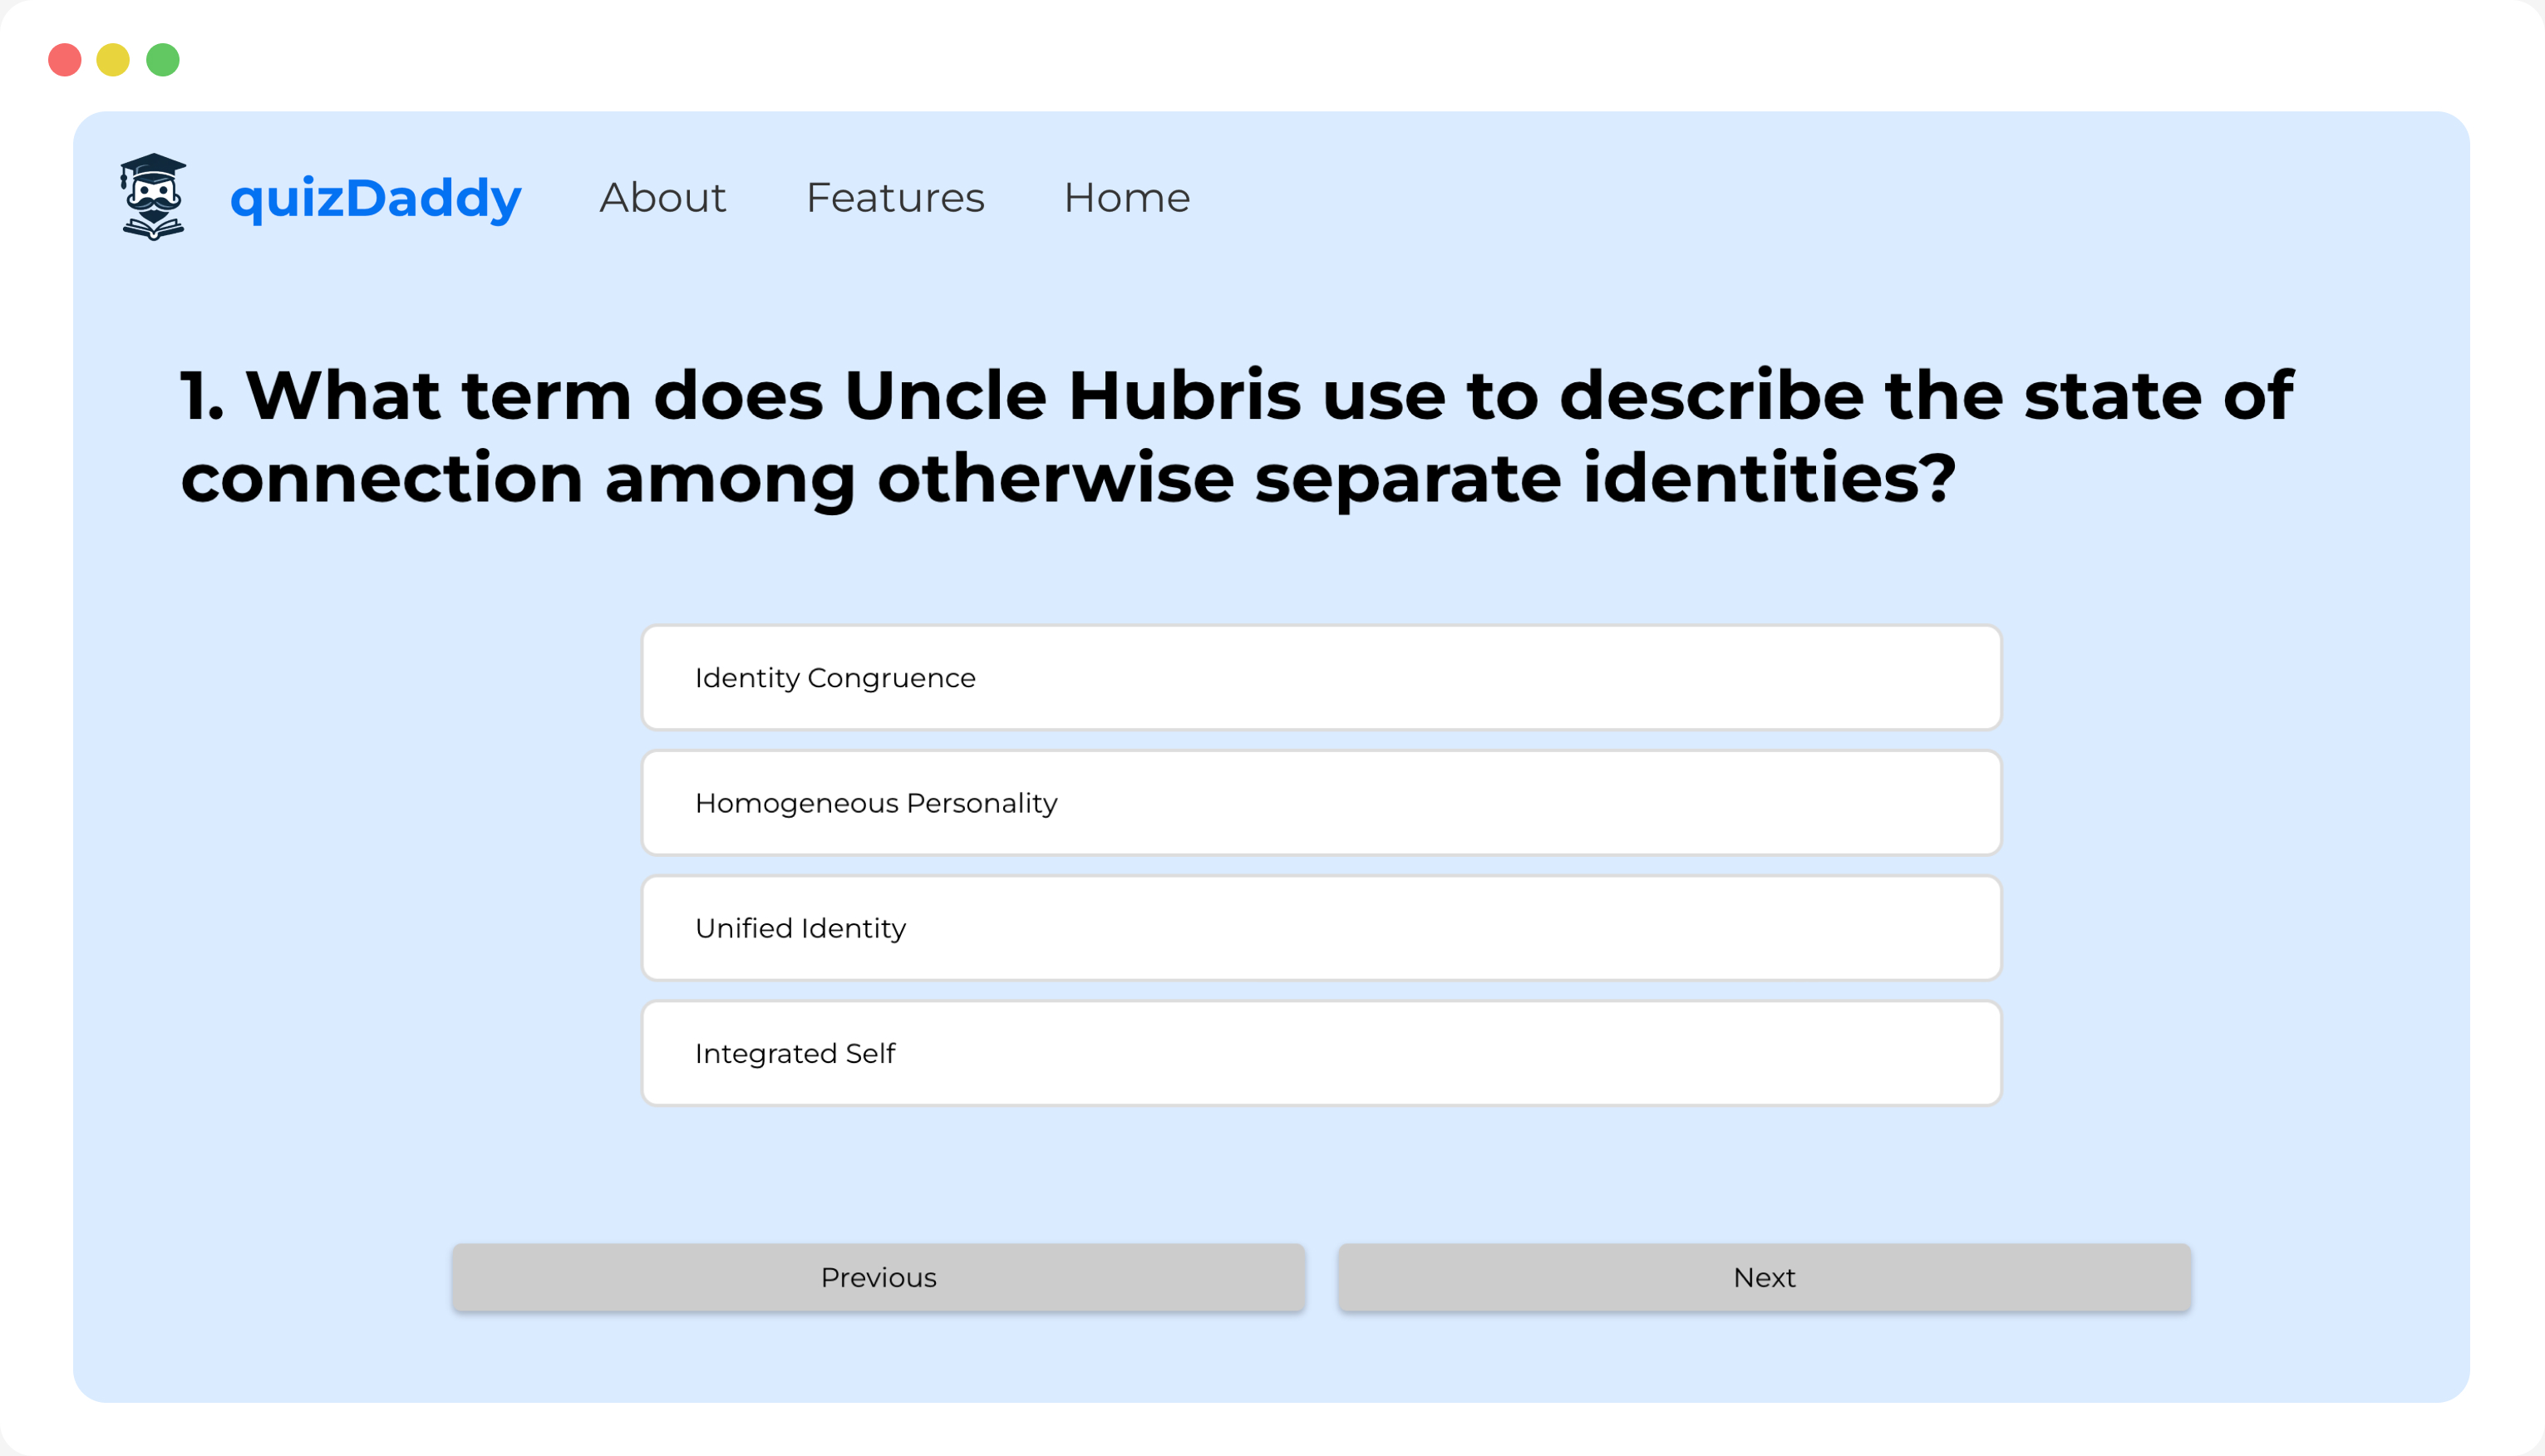 quizDaddy About Features Home
1. What term does Uncle Hubris use to describe the state of
connection among otherwise separate identities?
Identity Congruence
Homogeneous Personality
Unified Identity
Integrated Self
Previous Next